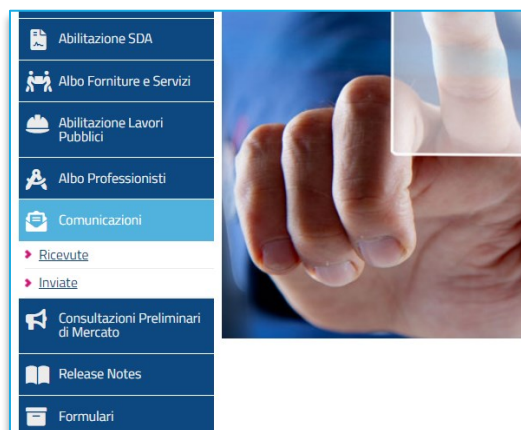 Abilitazione SDA
Albo Forniture e Servizi
Abilitazione Lavori
Pubblici
Albo Professionisti
Comunicazioni
Ricevute
Inviate
Consultazioni Preliminari
di Mercato
Release Notes
Formulari